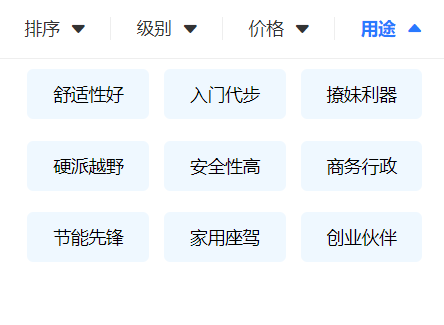 排序 级别 价格 用途
舒适性好 入门代步 撩妹利器
硬派越野 安全性高 商务行政
节能先锋 家用座驾 创业伙伴